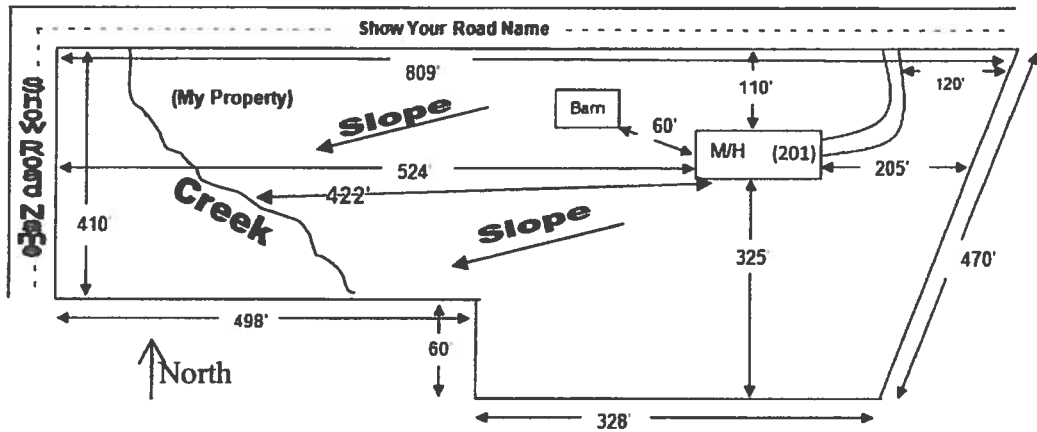 Show Your Road Name
809'
(My Property)
Slope
Barn
110'
120'
60'
M/H (201)
524'
205'
422'
Creek
410'
Slope
325'
470'
498'
60'
North
328'